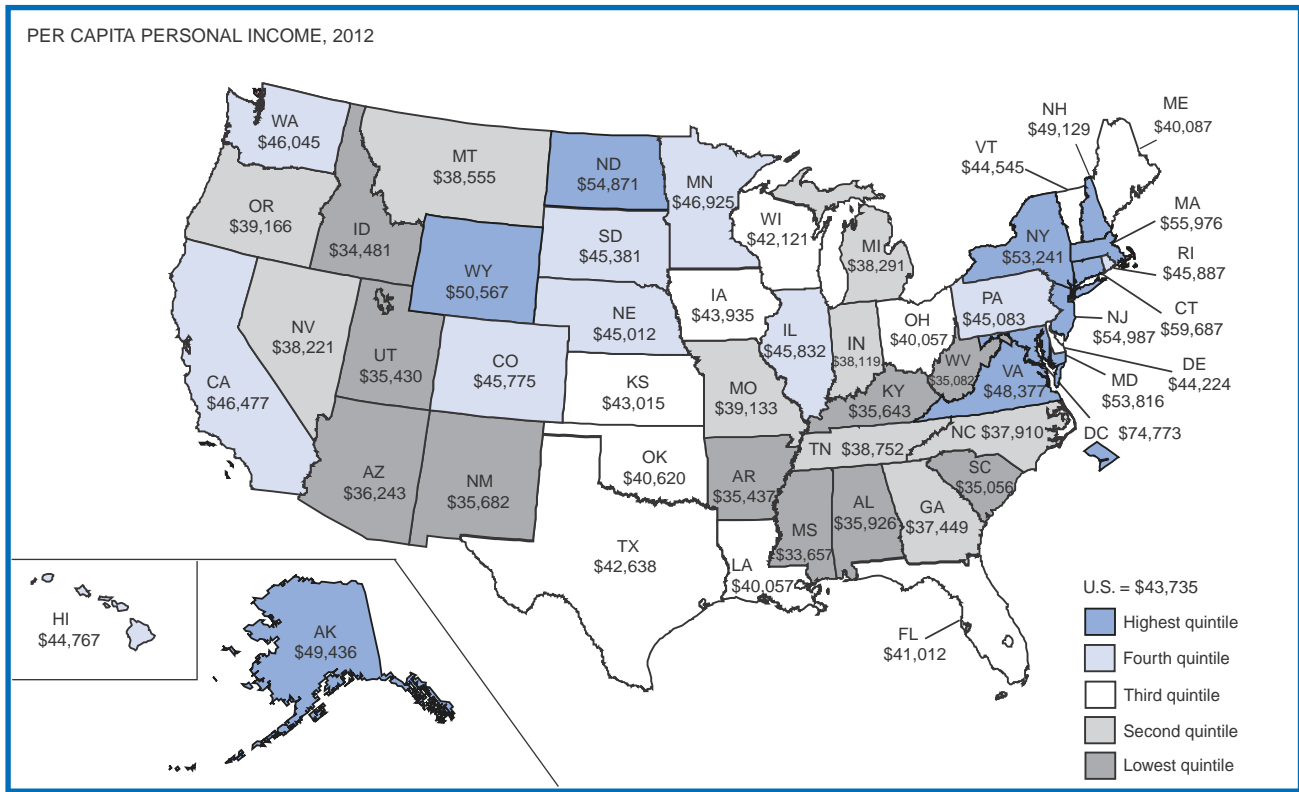 PER CAPITA PERSONAL INCOME, 2012
WA
$46,045
OR
$39,166
CA
$46,477
NV
$38,221
ID
$34,481
MT
$38,555
WY
$50,567
UT
$35,430
AZ
$36,243
CO
$45,775
NM
$35,682
ND
$54,871
SD
$45,381
NE
$45,012
KS
$43,015
OK
$40,620
TX
$42,638
MN
$46,925
IA
$43,935
MO
$39,133
AR
$35,437
LA
$40,057
WI
$42,121
IL
$45,832
MI
$38,291
IN
$38,119
OH
$40,057
KY
$35,643
TN $38,752
MS
$33,657
AL
$35,926
GA
$37,449
FL
$41,012
SC
$35,056
NC $37,910
VA
$48,377
WV
$35,082
PA
$45,083
NY
$53,241
VT
$44,545
NH
$49,129
ME
$40,087
MA
$55,976
RI
$45,887
CT
$59,687
NJ
$54,987
DE
$44,224
MD
$53,816
DC $74,773
HI
$44,767
AK
$49,436
U.S. = $43,735
Highest quintile
Fourth quintile
Third quintile
Second quintile
Lowest quintile